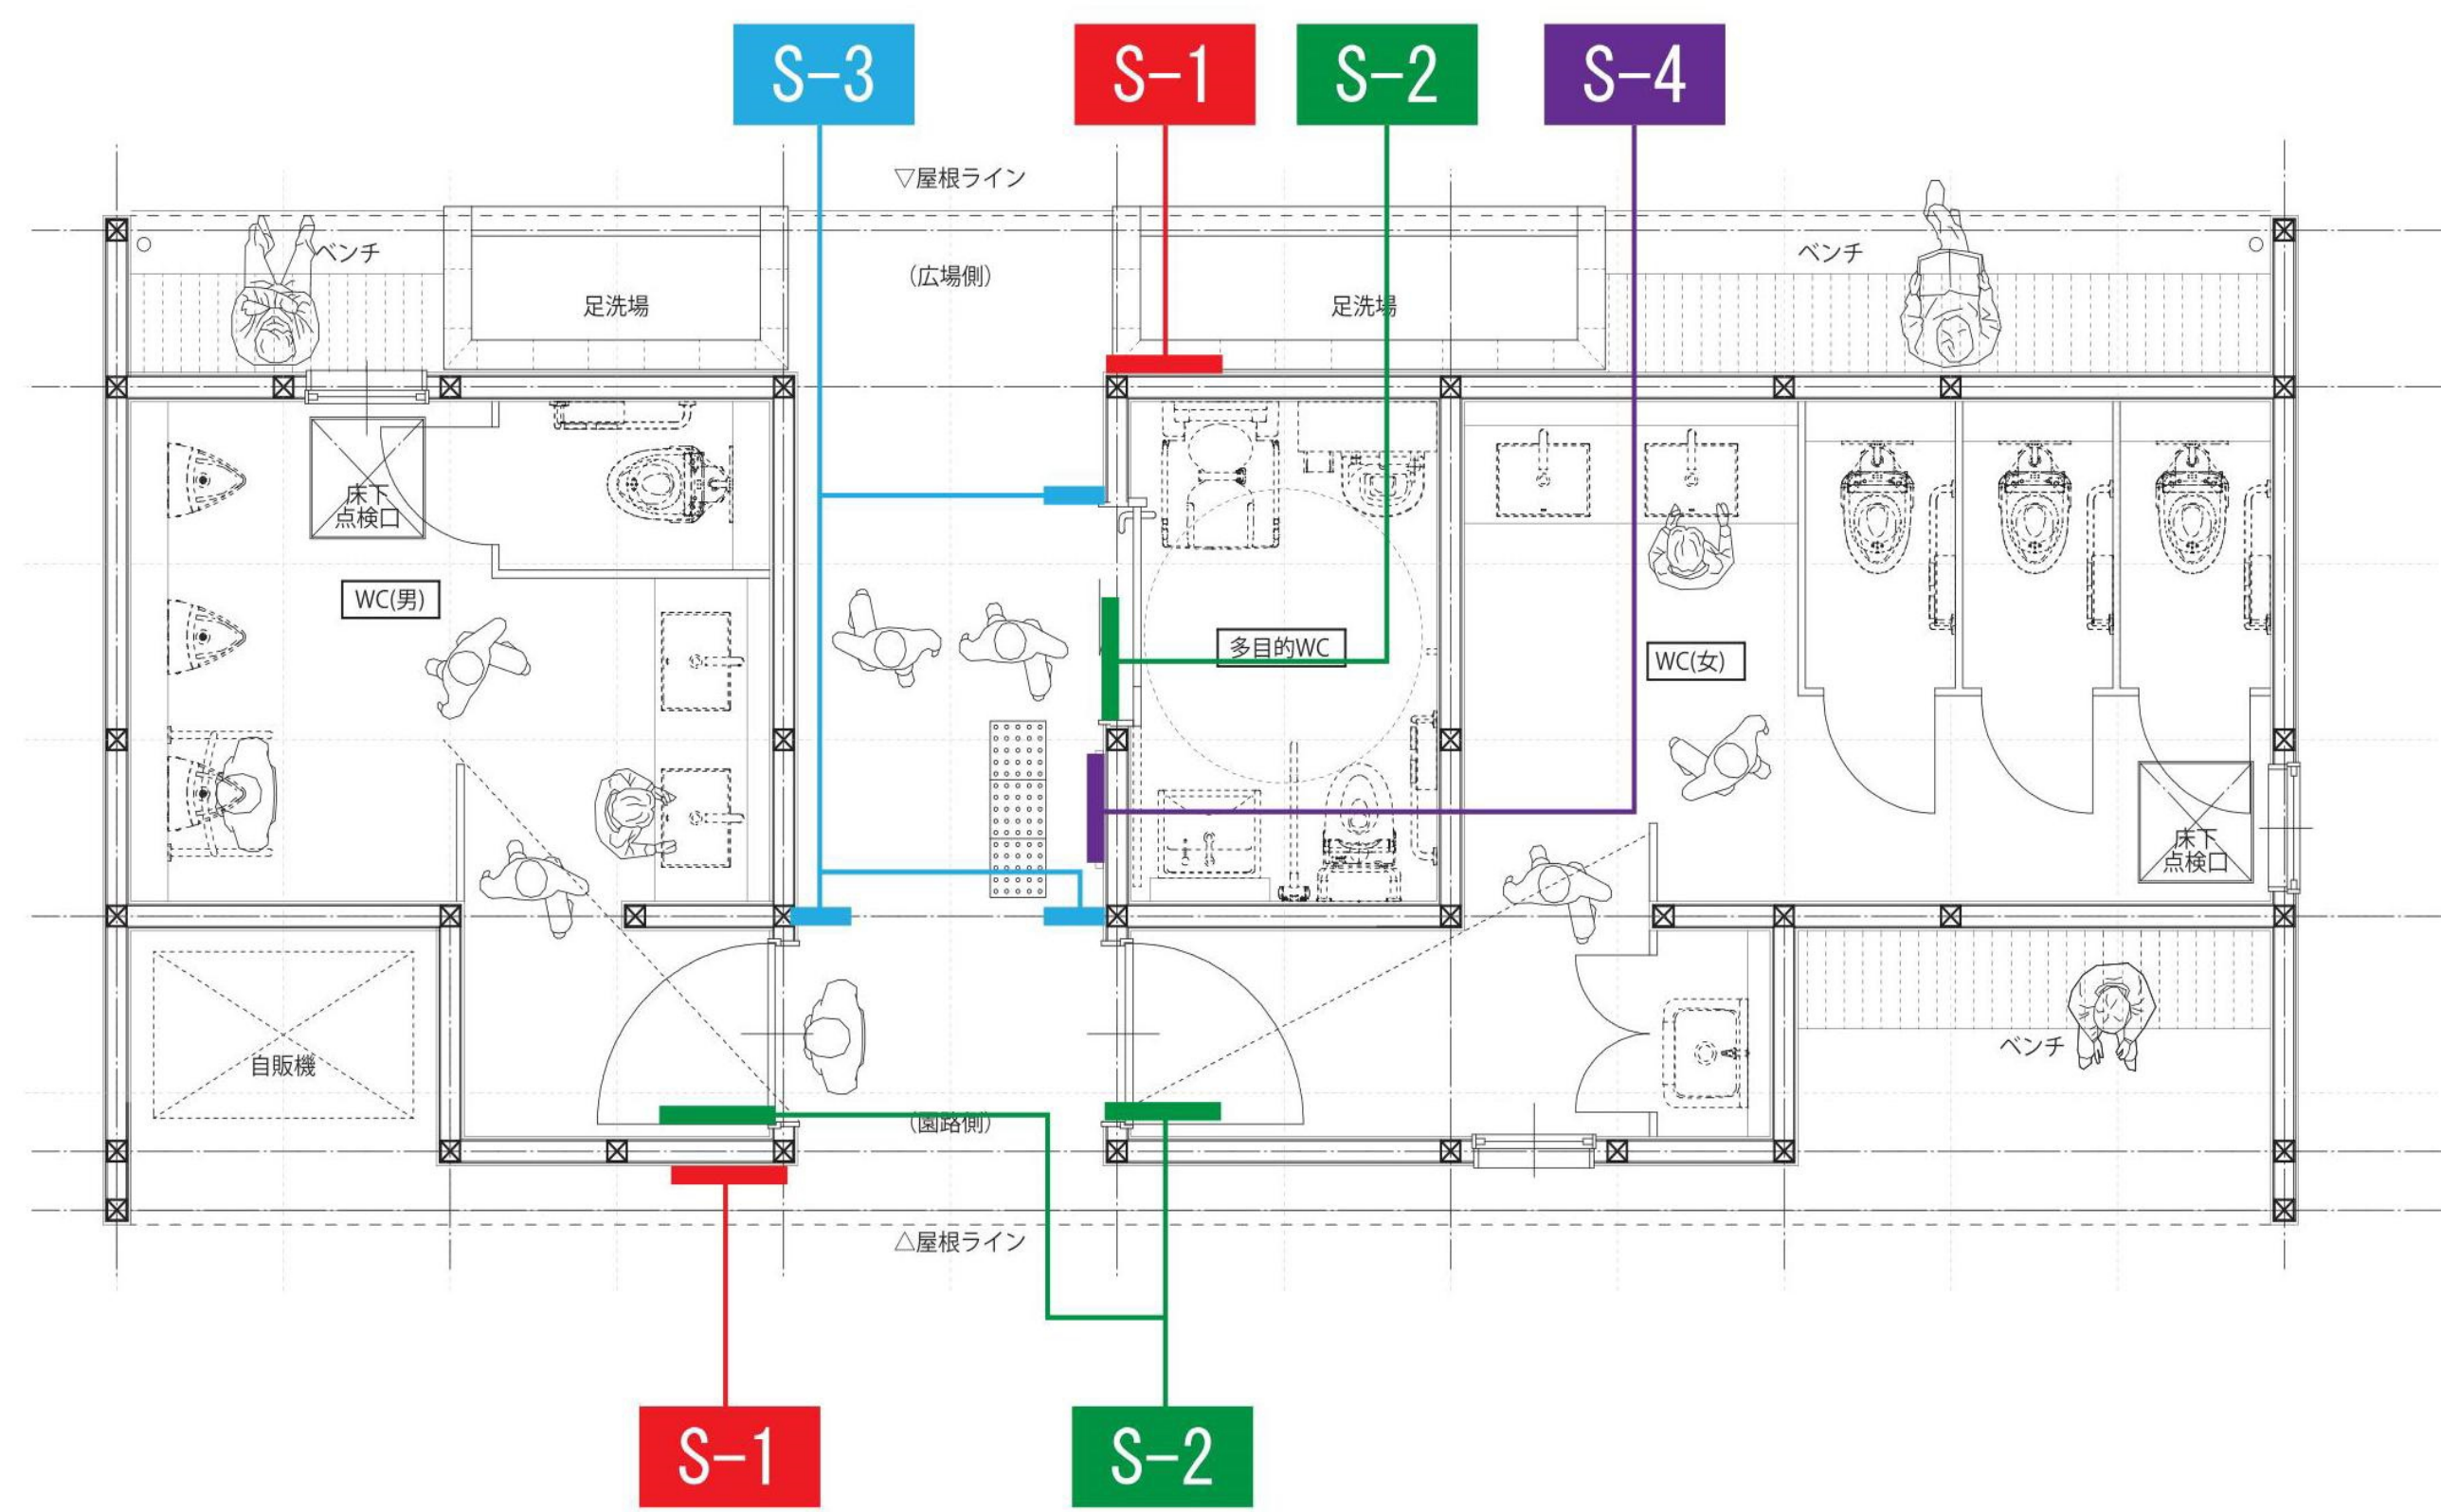 S-3
S-1
S-2
S-4
▽屋根ライン
ベンチ
足洗場
（広場側）
足洗場
ベンチ
床下
点検口
WC(男)
多目的WC
WC(女)
床下
点検口
自販機
（園路側）
ベンチ
△屋根ライン
S-1
S-2